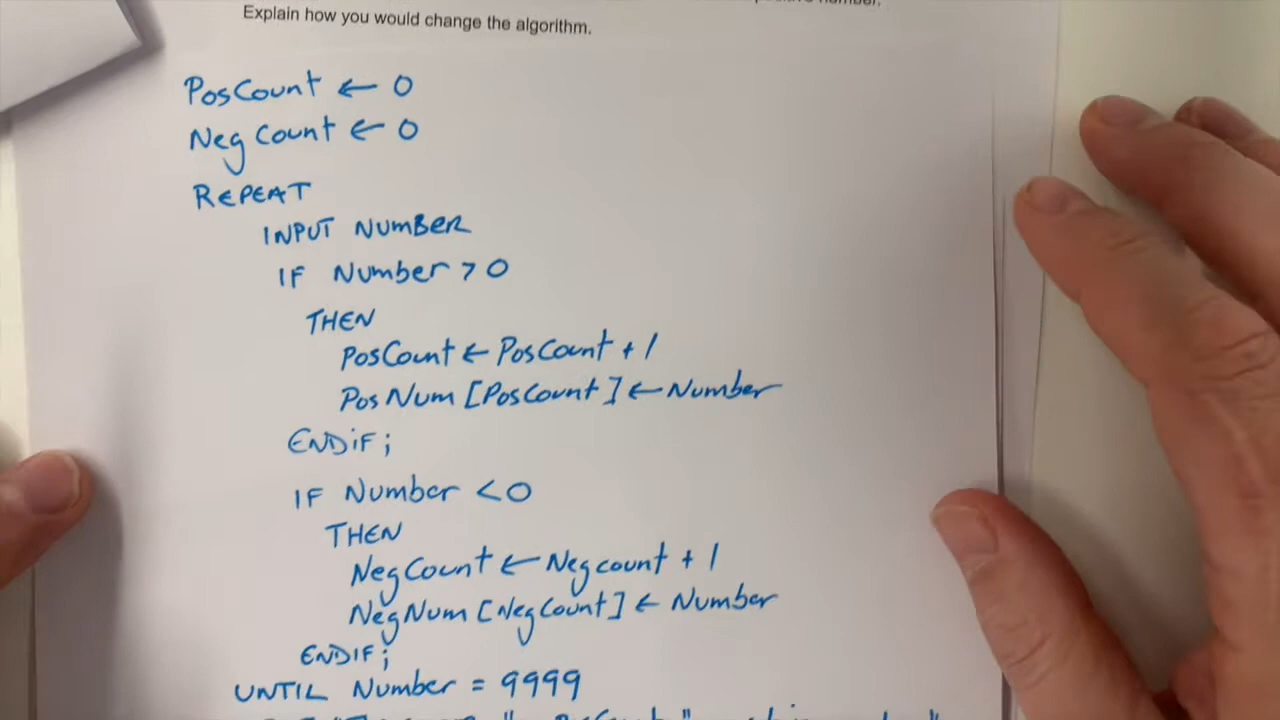 number.
Explain how you would change the algorithm.
PosCount ← 0
NegCount ← 0
REPEAT
INPUT NUMBER
IF Number > 0
THEN
PosCount ← PosCount + 1
PosNum [PosCount] ← Number
ENDIF;
IF Number < 0
THEN
NegCount ← Negcount + 1
NegNum [NegCount] ← Number
ENDIF;
UNTIL Number = 9999